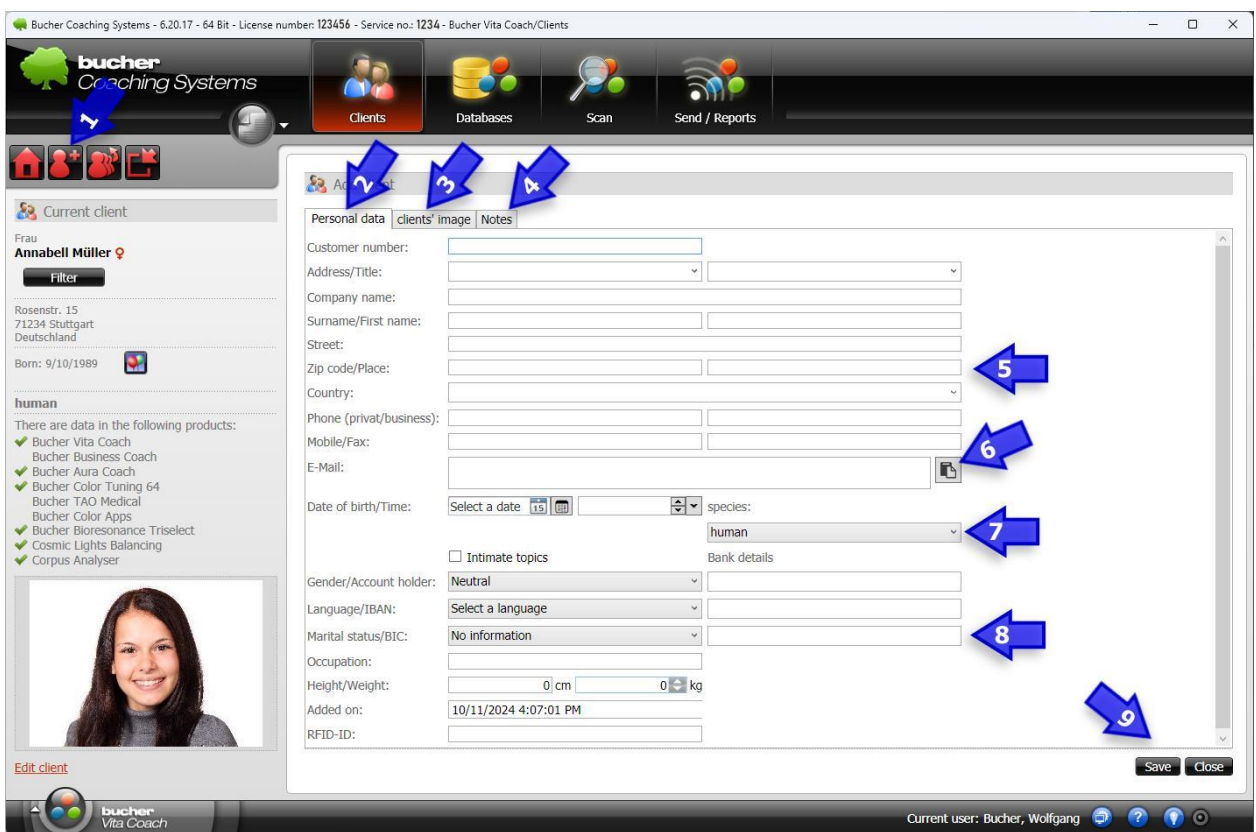 Bucher Coaching Systems - 6.20.17 - 64 Bit - License number: 123456 - Service no.: 1234 - Bucher Vita Coach/Clients
bucher
Coaching Systems
Clients
Databases
Scan
Send / Reports
1
2
3
4
Current client
Frau
Annabell Müller
Filter
Rosenstr. 15
71234 Stuttgart
Deutschland
Born: 9/10/1989
human
There are data in the following products:
Bucher Vita Coach
Bucher Business Coach
Bucher Aura Coach
Bucher Color Tuning 64
Bucher TAO Medical
Bucher Color Apps
Bucher Bioresonance Triselect
Cosmic Lights Balancing
Corpus Analyser
Edit client
Personal data clients' image Notes
Customer number:
Address/Title:
Company name:
Surname/First name:
Street:
Zip code/Place:
5
Country:
Phone (privat/business):
Mobile/Fax:
6
E-Mail:
Date of birth/Time: Select a date 15 species:
human
7
Intimate topics Bank details
Gender/Account holder: Neutral
Language/IBAN: Select a language
Marital status/BIC: No information
8
Occupation:
Height/Weight: 0 cm 0 kg
Added on: 10/11/2024 4:07:01 PM
RFID-ID:
9
Save Close
bucher
Vita Coach
Current user: Bucher, Wolfgang
?